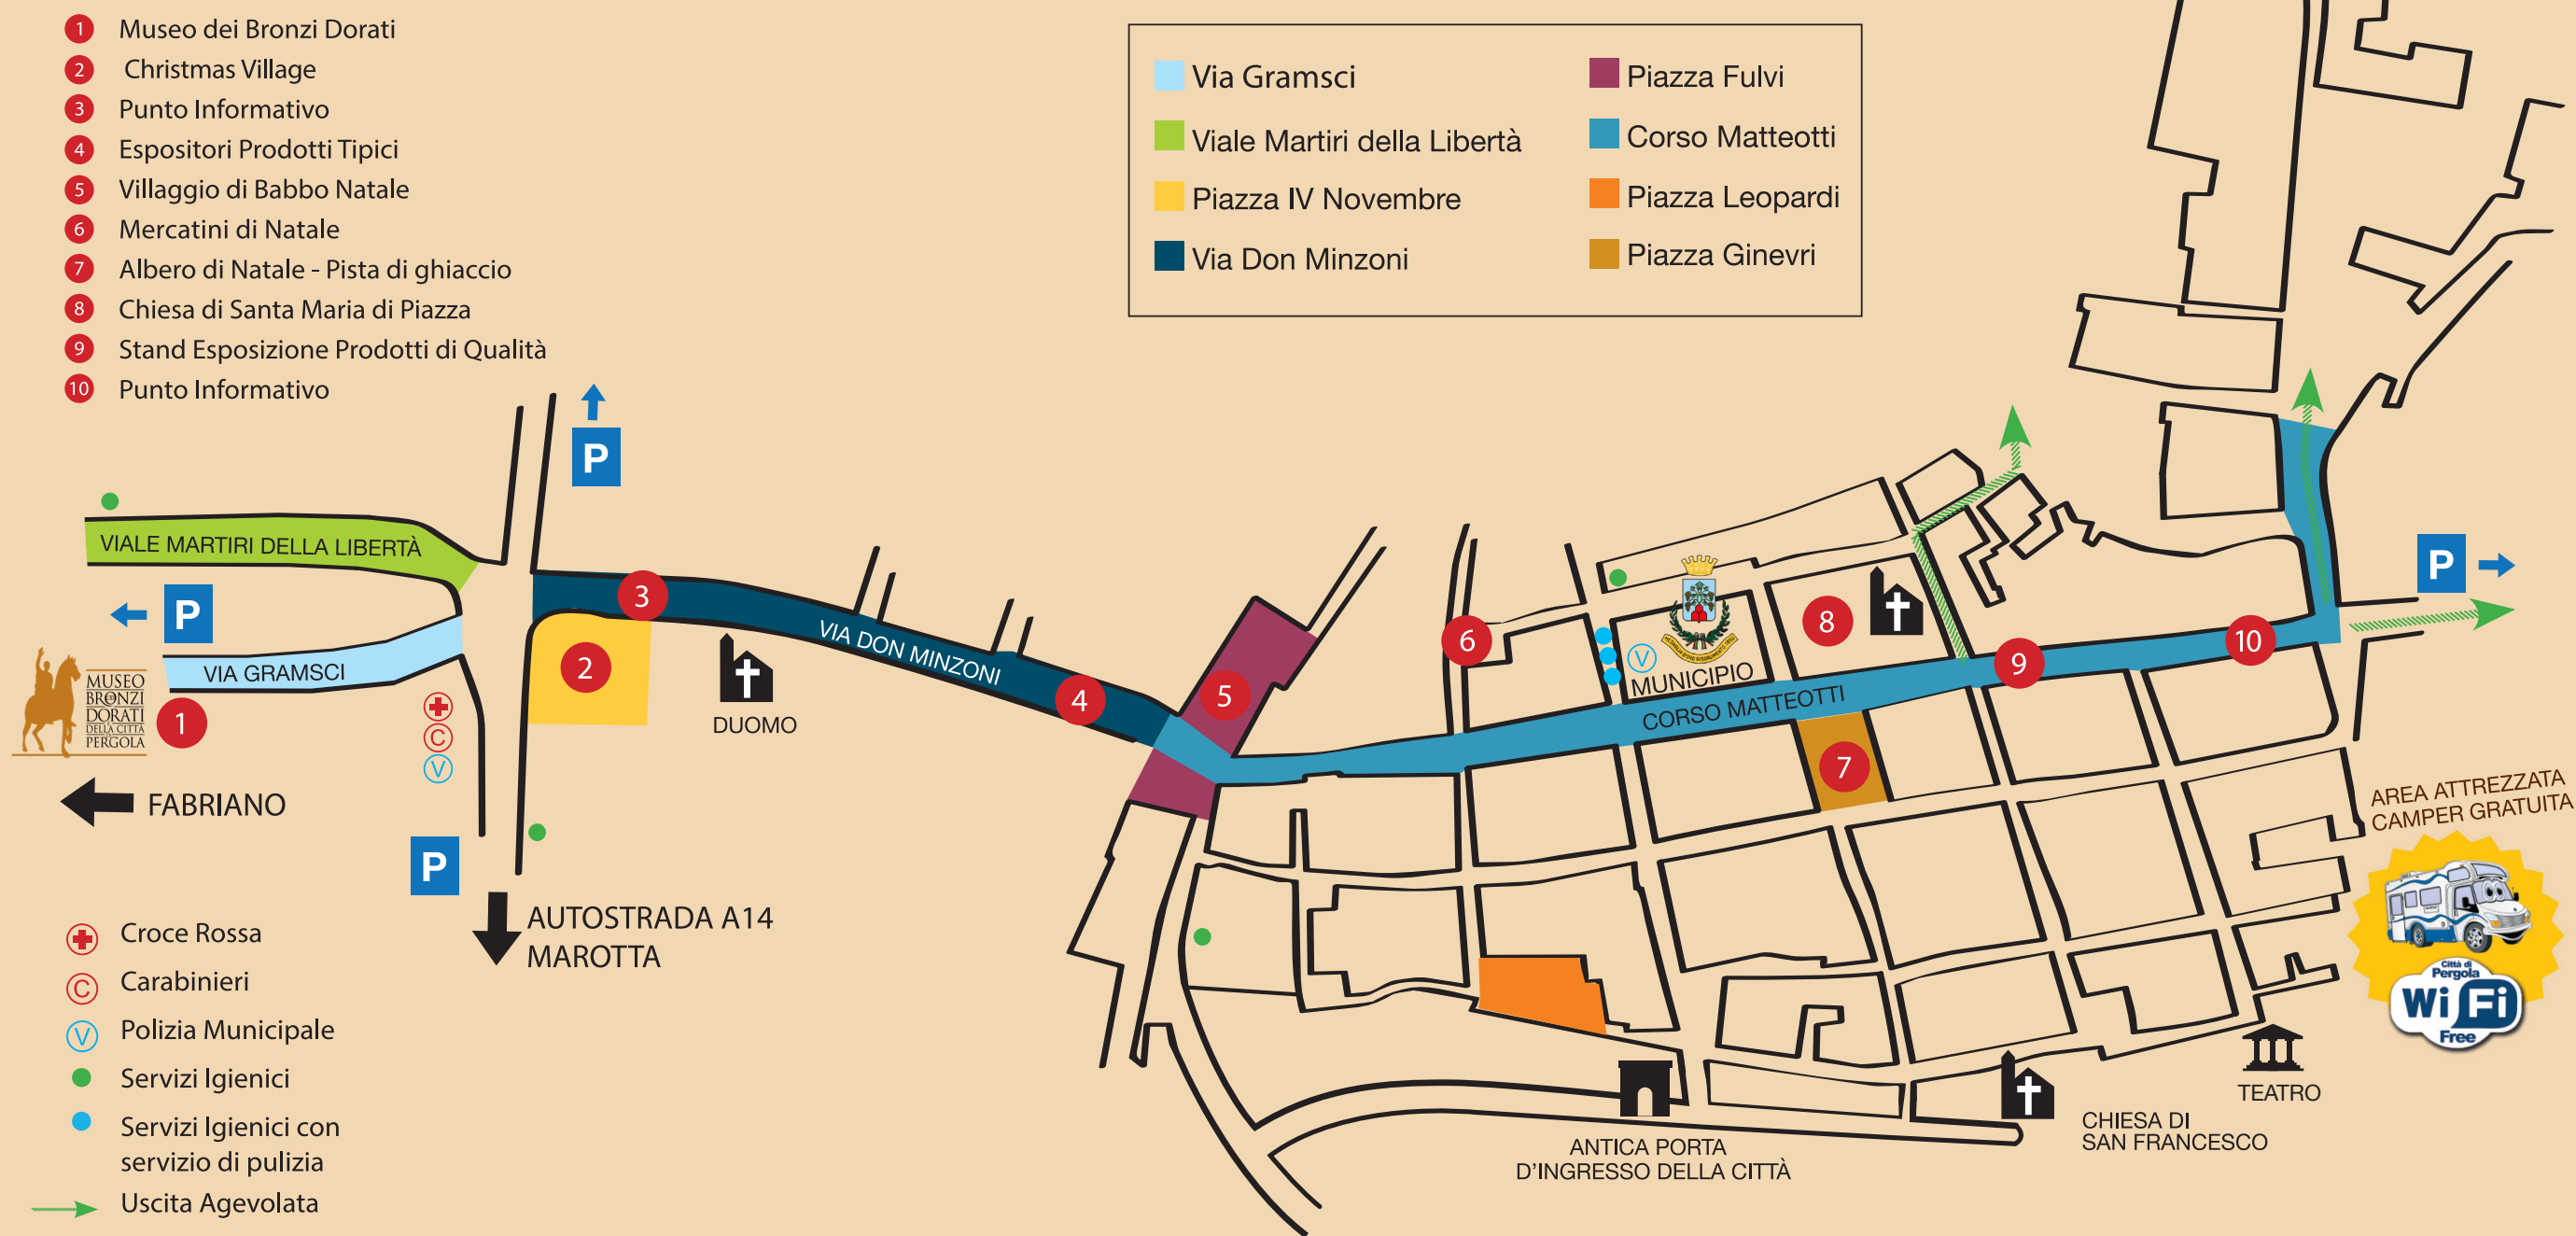 1 Museo dei Bronzi Dorati
2 Christmas Village
3 Punto Informativo
4 Espositori Prodotti Tipici
5 Villaggio di Babbo Natale
6 Mercatini di Natale
7 Albero di Natale - Pista di ghiaccio
8 Chiesa di Santa Maria di Piazza
9 Stand Esposizione Prodotti di Qualità
10 Punto Informativo
Via Gramsci
Viale Martiri della Libertà
Piazza IV Novembre
Via Don Minzoni
Piazza Fulvi
Corso Matteotti
Piazza Leopardi
Piazza Ginevri
P
VIALE MARTIRI DELLA LIBERTÀ
P
VIA GRAMSCI
MUSEO
BRONZI
DORATI
DELLA CITTÀ
PERGOLA
1
C
V
FABRIANO
P
AUTOSTRADA A14
MAROTTA
2
3
DUOMO
VIA DON MINZONI
4
5
6
V
MUNICIPIO
8
CORSO MATTEOTTI
7
9
10
P
AREA ATTREZZATA
CAMPER GRATUITA
Città di
Pergola
Wi Fi
Free
TEATRO
CHIESA DI
SAN FRANCESCO
ANTICA PORTA
D'INGRESSO DELLA CITTÀ
Croce Rossa
C Carabinieri
V Polizia Municipale
Servizi Igienici
Servizi Igienici con
servizio di pulizia
Uscita Agevolata